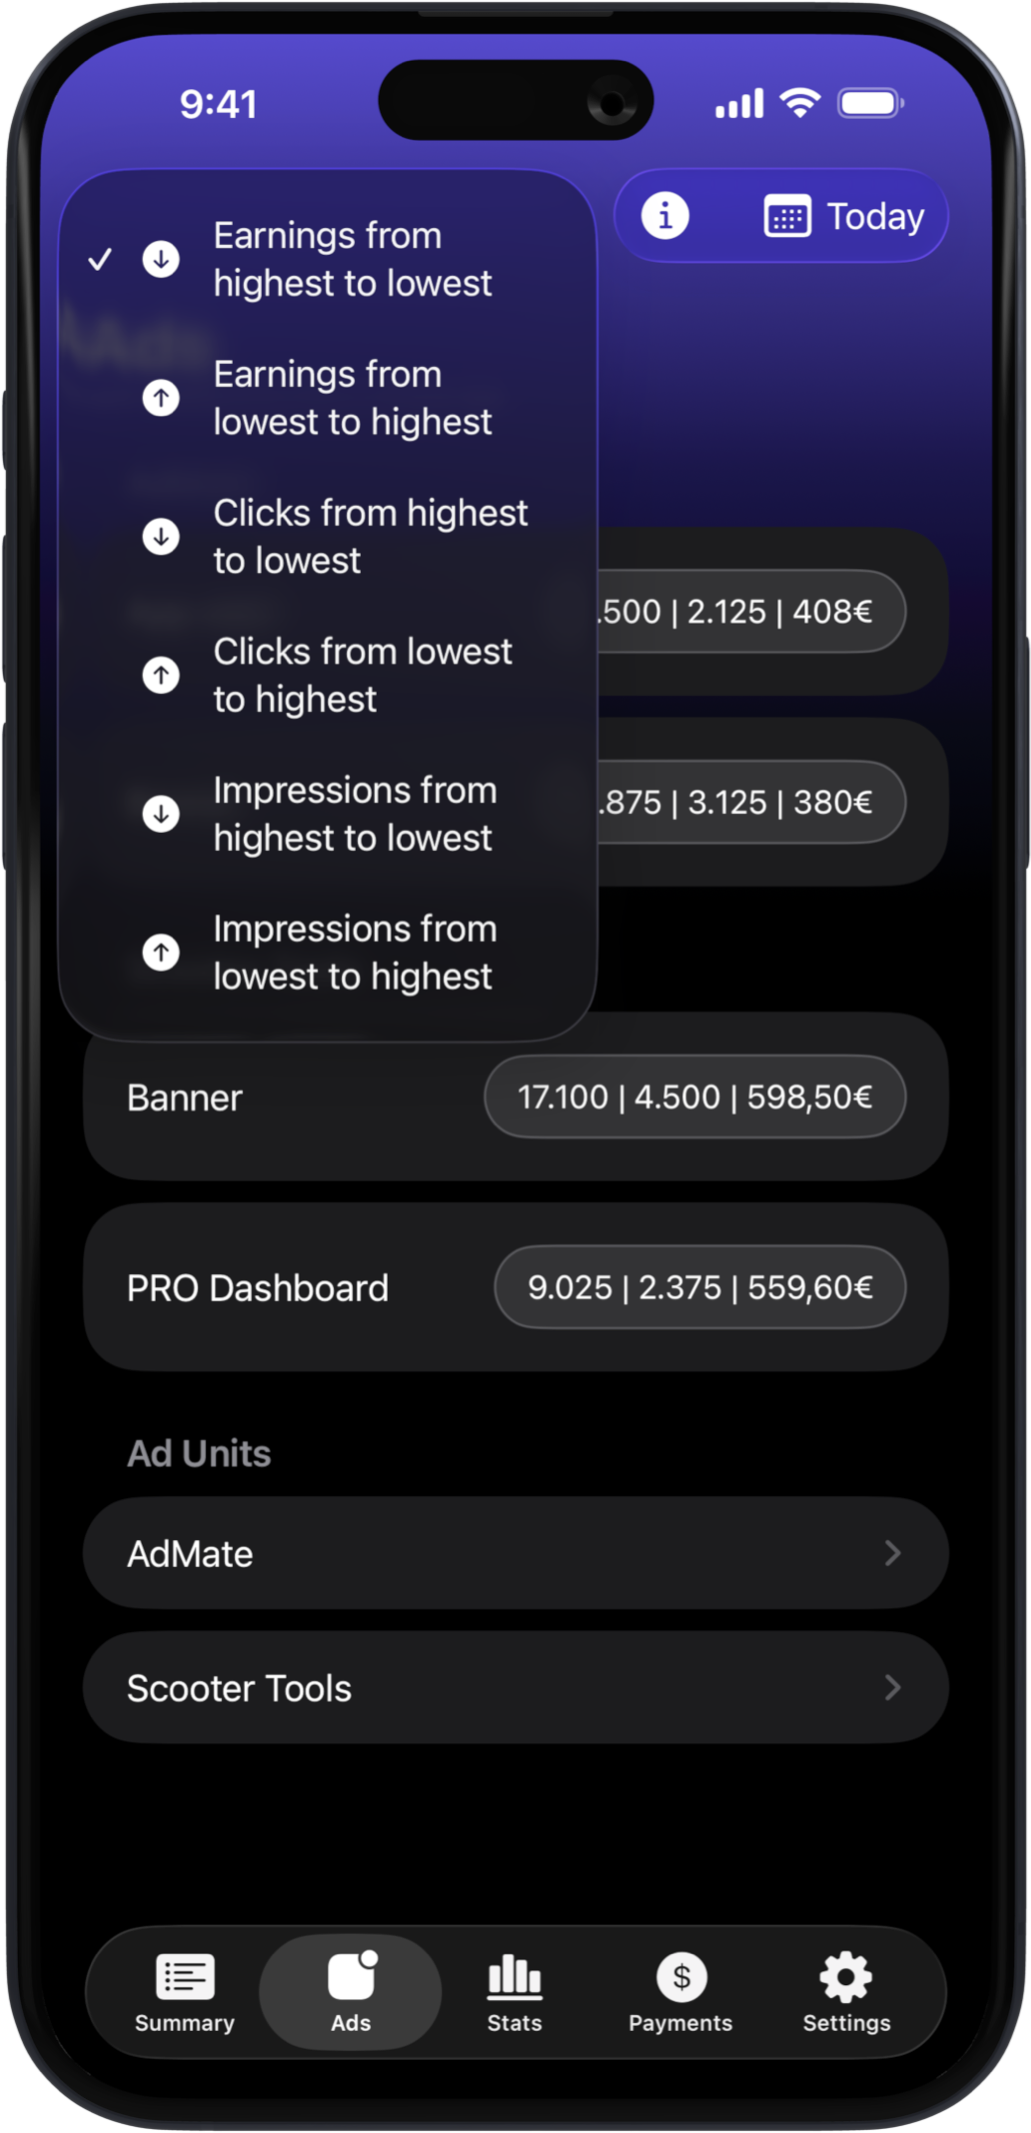 9:41
Today
Earnings from
highest to lowest
Earnings from
lowest to highest
Clicks from highest
to lowest
Clicks from lowest
to highest
Impressions from
highest to lowest
Impressions from
lowest to highest
.500 | 2.125 | 408€
.875 | 3.125 | 380€
Banner
17.100 | 4.500 | 598,50€
PRO Dashboard
9.025 | 2.375 | 559,60€
Ad Units
AdMate
Scooter Tools
Summary
Ads
Stats
Payments
Settings